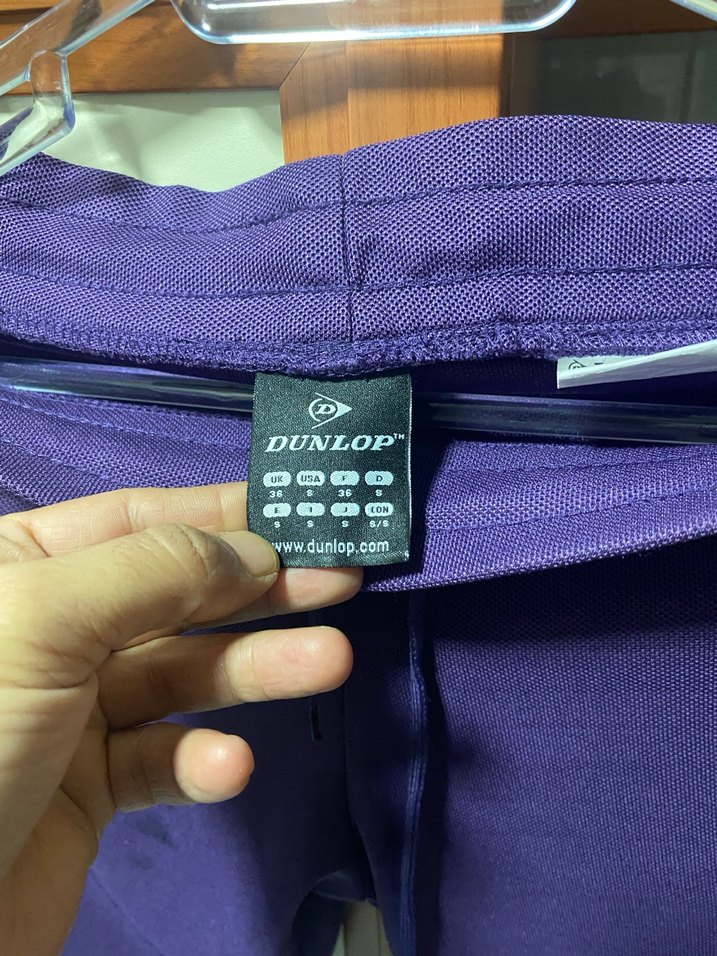 D
DUNLOP™
UK USA F D
36 S 36 S
E I J CON
S S S S/S
www.dunlop.com